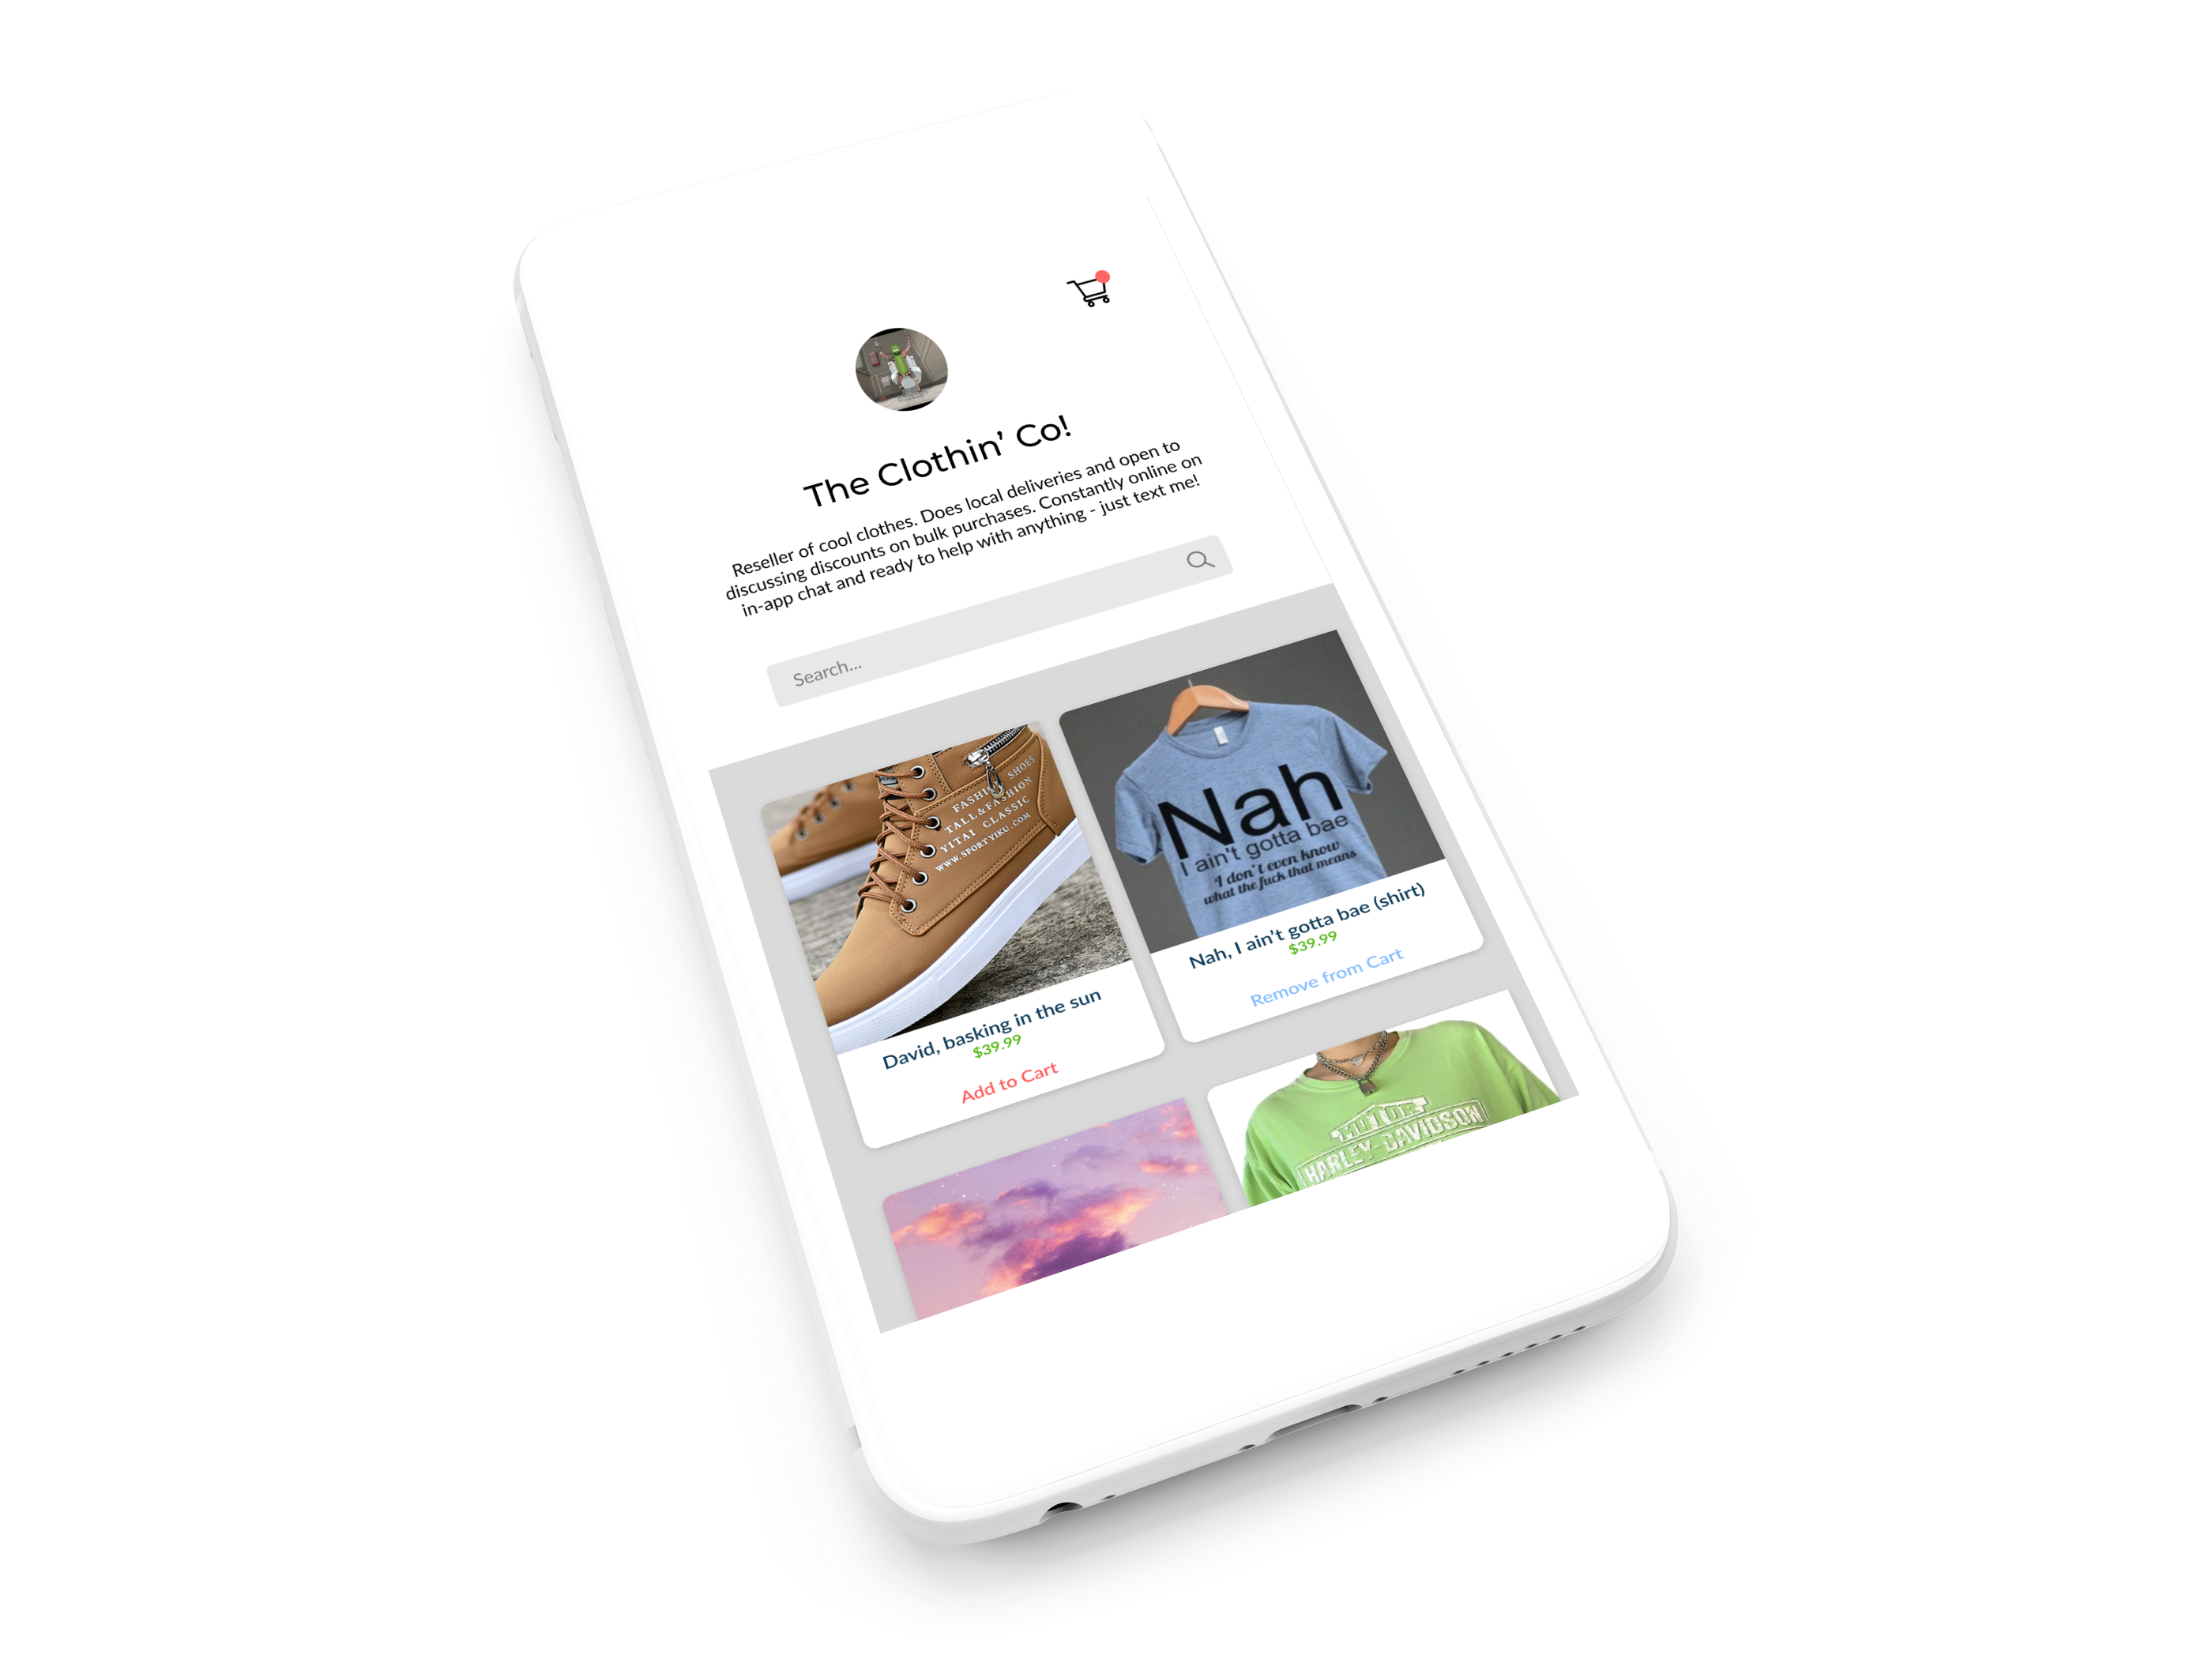 The Clothin' Co!
Reseller of cool clothes. Does local deliveries and open to
discussing discounts on bulk purchases. Constantly online on
in-app chat and ready to help with anything - just text me!
Search...
FASHION SHOES
TALL&FASHION
YITAI CLASSIC
WWW.SPORTYIKU.COM
David, basking in the sun
$39.99
Add to Cart
Nah
I ain't gotta bae
I don't even know
what the fuck that means
Nah, I ain't gotta bae (shirt)
$39.99
Remove from Cart
MOTOR
HARLEY-DAVIDSON